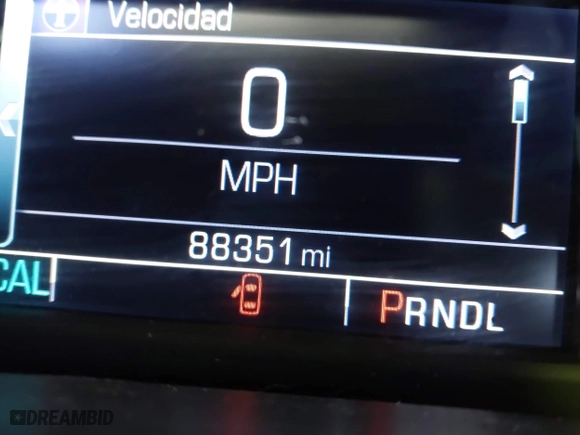 Velocidad
0
MPH
88351 mi
CAL
PRNDL
DREAMBID